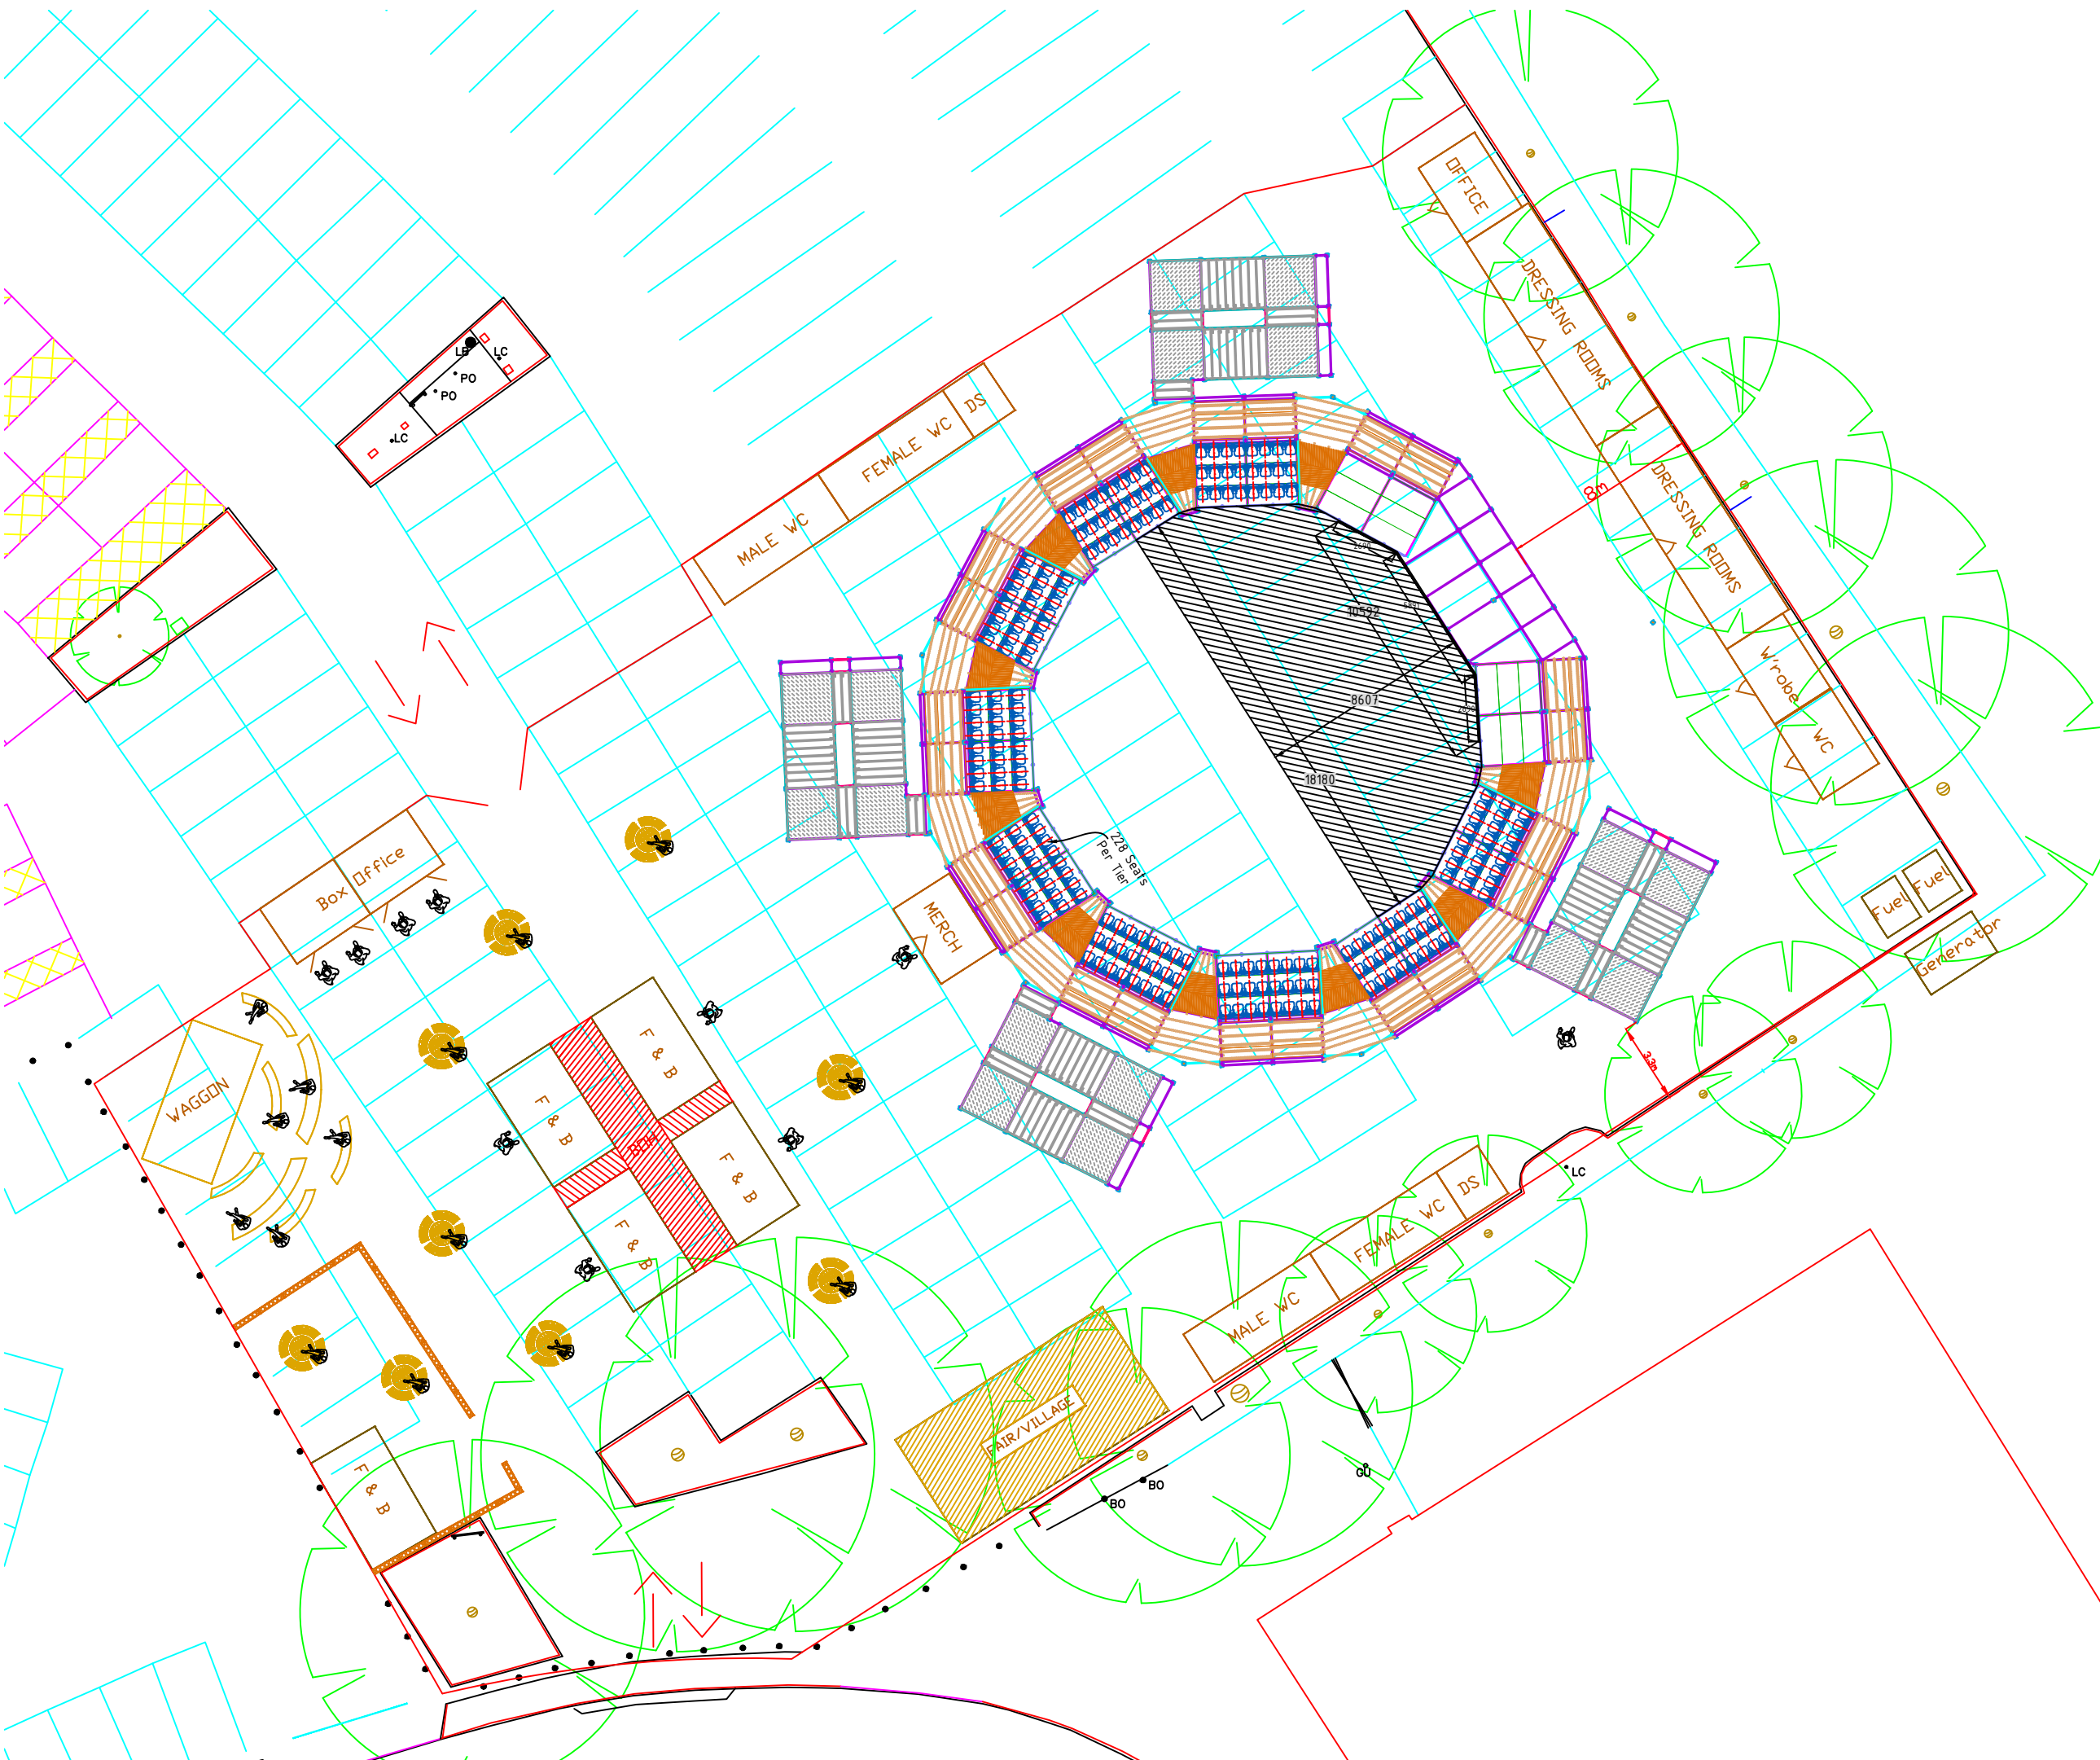 OFFICE
DRESSING ROOMS
LB
LC
PO
PO
LC
DS
FEMALE WC
MALE WC
8m
DRESSING ROOMS
2690
10592
8607
18180
W'robe
WC
228 Seats
Per Tier
Box Office
MERCH
Fuel
Fuel
Generator
WAGGON
F & B
F & B
F & B
F & B
3.3m
LC
DS
FEMALE WC
MALE WC
FAIR/VILLAGE
F & B
BO
BO
GU